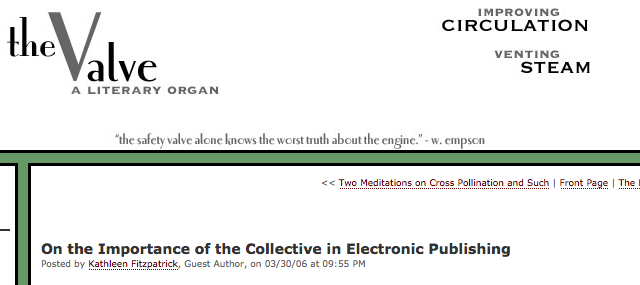 the Valve
A LITERARY ORGAN
IMPROVING
CIRCULATION
VENTING
STEAM
“the safety valve alone knows the worst truth about the engine.” - w. empson
<< Two Meditations on Cross Pollination and Such | Front Page | The
On the Importance of the Collective in Electronic Publishing
Posted by Kathleen Fitzpatrick, Guest Author, on 03/30/06 at 09:55 PM